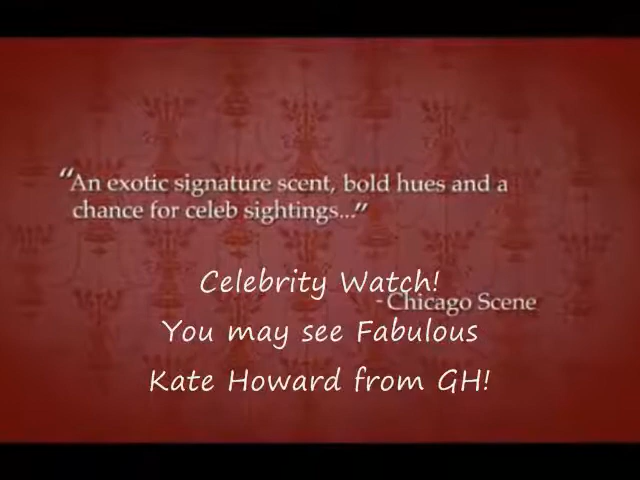 “An exotic signature scent, bold hues and a
chance for celeb sightings...”
Celebrity Watch!
- Chicago Scene
You may see Fabulous
Kate Howard from GH!